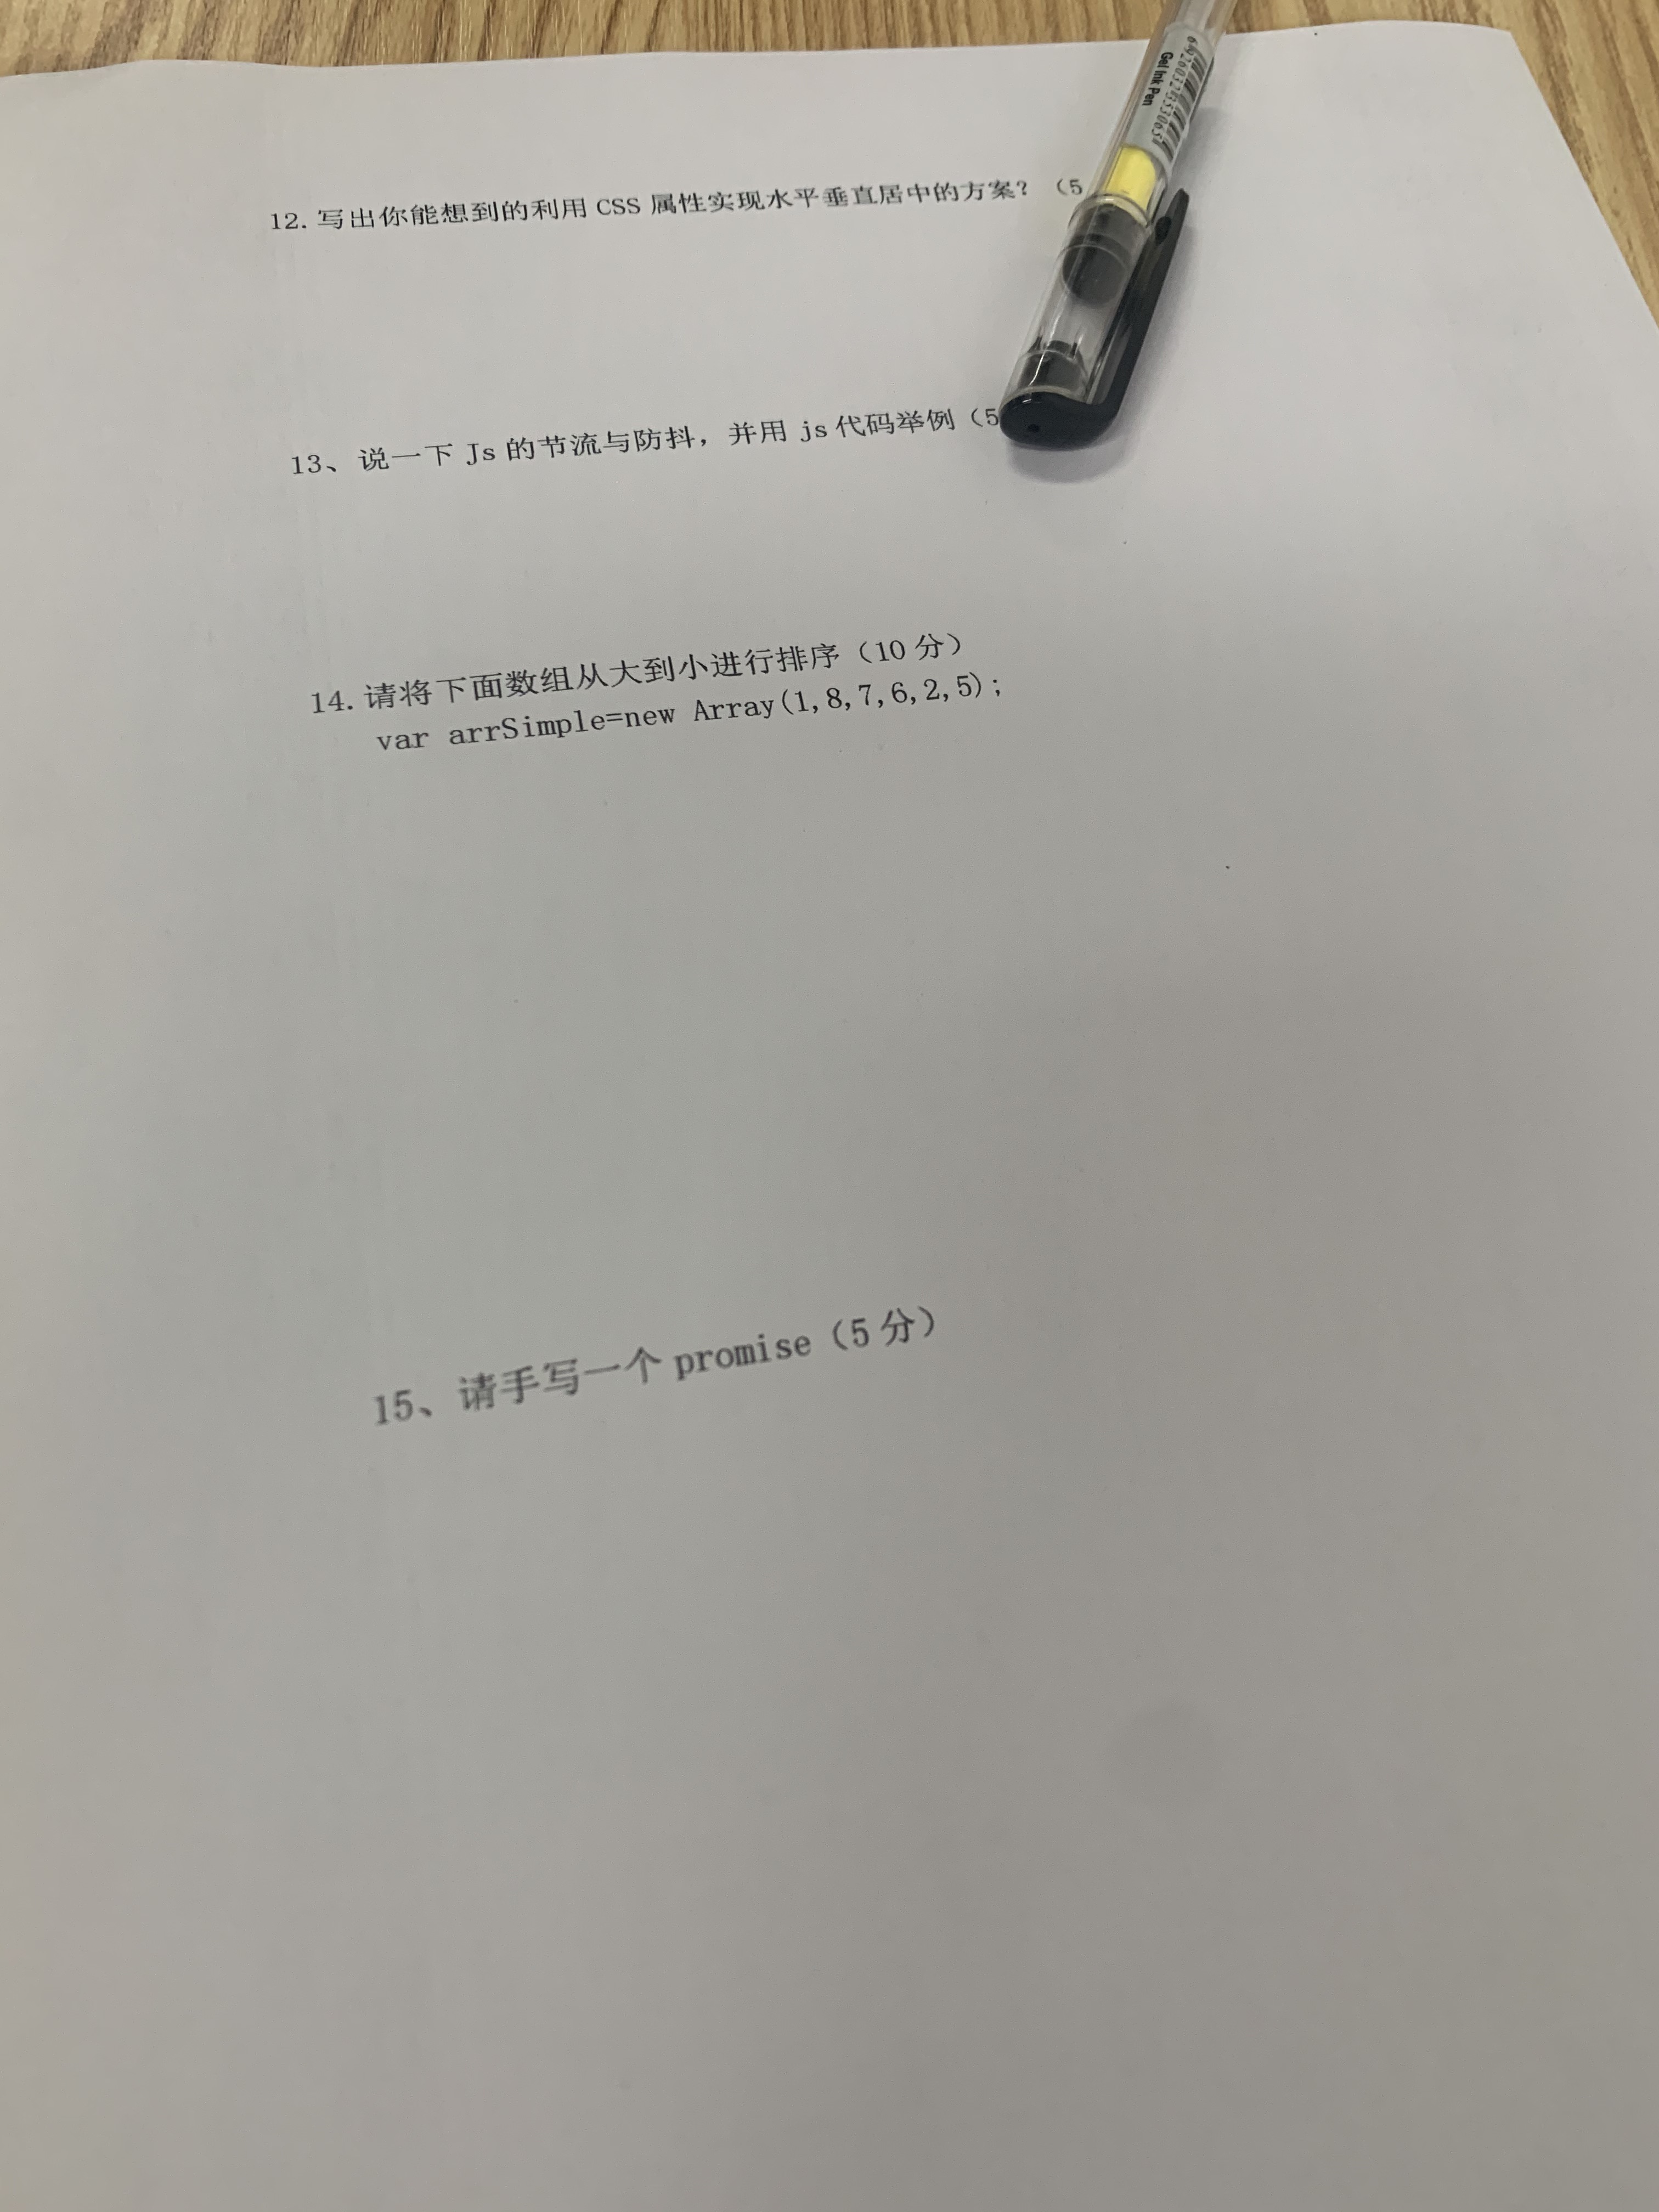 Gel Ink Pen
12. 写出你能想到的利用 CSS 属性实现水平垂直居中的方案？（5
13、说一下 Js 的节流与防抖，并用 js 代码举例（5
14. 请将下面数组从大到小进行排序（10 分）
var arrSimple=new Array(1,8,7,6,2,5);
15、请手写一个 promise（5 分）